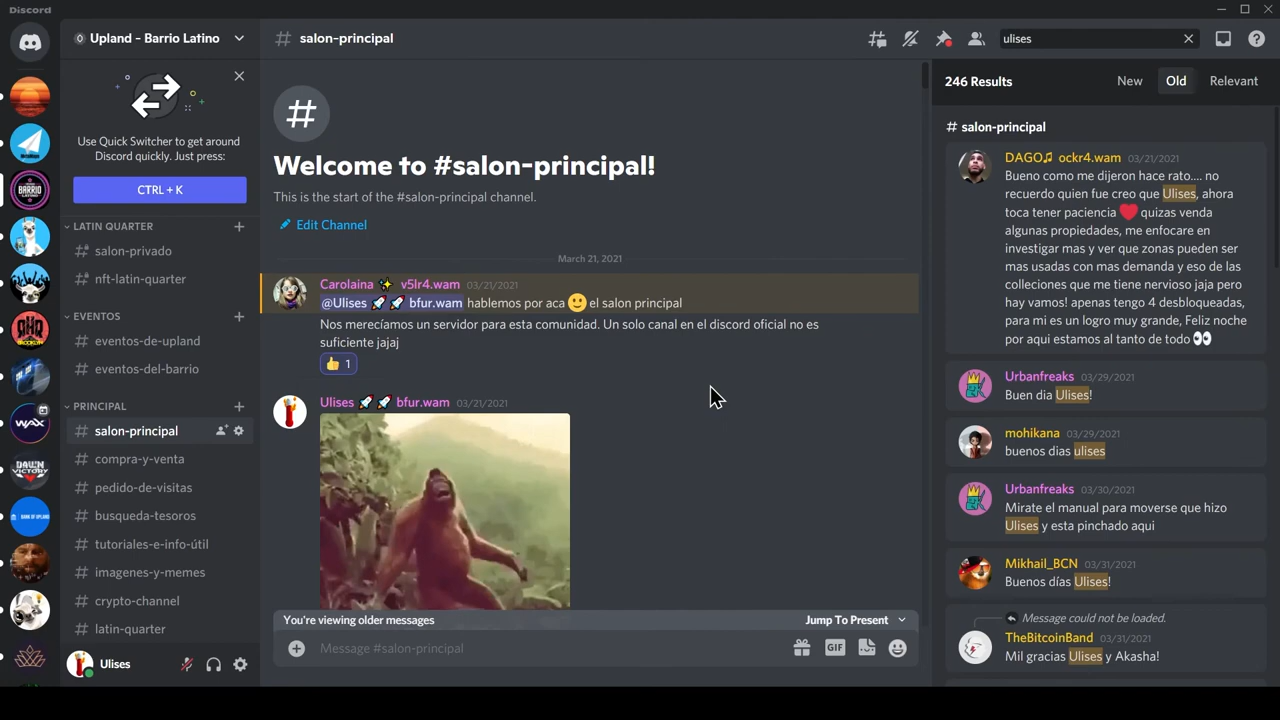 Discord
Upland - Barrio Latino
Use Quick Switcher to get around
Discord quickly. Just press:
CTRL + K
LATIN QUARTER
salon-privado
nft-latin-quarter
EVENTOS
eventos-de-upland
eventos-del-barrio
PRINCIPAL
salon-principal
compra-y-venta
pedido-de-visitas
busqueda-tesoros
tutoriales-e-info-útil
imagenes-y-memes
crypto-channel
latin-quarter
Ulises
# salon-principal
Welcome to #salon-principal!
This is the start of the #salon-principal channel.
Edit Channel
March 21, 2021
Carolaina ✨ v5lr4.wam 03/21/2021
@Ulises 🚀 🚀 bfur.wam hablemos por aca 🙂 el salon principal
Nos merecíamos un servidor para esta comunidad. Un solo canal en el discord oficial no es
suficiente jajaj
👍 1
Ulises 🚀 🚀 bfur.wam 03/21/2021
You're viewing older messages
Jump To Present
Message #salon-principal
GIF
ulises
246 Results
New
Old
Relevant
# salon-principal
DAGO🎵 ockr4.wam 03/21/2021
Bueno como me dijeron hace rato.... no
recuerdo quien fue creo que Ulises, ahora
toca tener paciencia ❤️ quizas venda
algunas propiedades, me enfocare en
investigar mas y ver que zonas pueden ser
mas usadas con mas demanda y eso de las
colleciones que me tiene nervioso jaja pero
hay vamos! apenas tengo 4 desbloqueadas,
para mi es un logro muy grande, Feliz noche
por aqui estamos al tanto de todo 👀
Urbanfreaks 03/29/2021
Buen dia Ulises!
mohikana 03/29/2021
buenos dias ulises
Urbanfreaks 03/30/2021
Mirate el manual para moverse que hizo
Ulises y esta pinchado aqui
Mikhail_BCN 03/31/2021
Buenos días Ulises!
Message could not be loaded.
TheBitcoinBand 03/31/2021
Mil gracias Ulises y Akasha!
BARRIO
LATINO
WAX
DAWN
VICTORY
BANK OF UPLAND